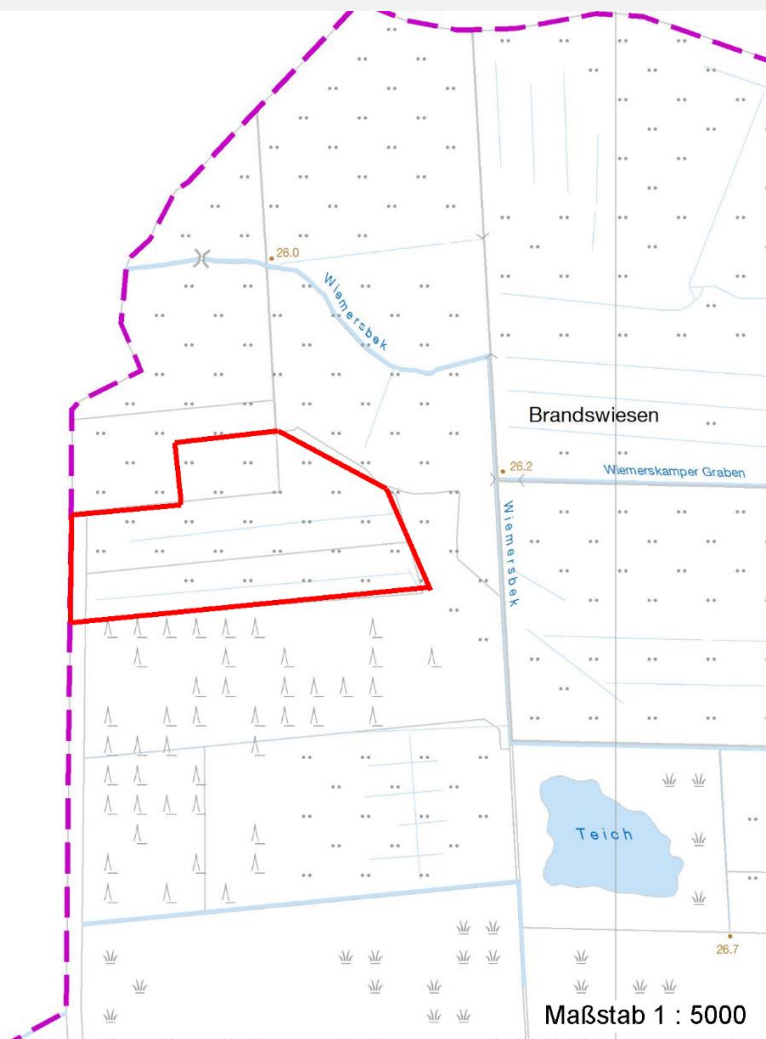 26.0
Wiemersbek
Brandswiesen
26.2
Wiemerskamper Graben
Wiemersbek
Teich
26.7
Maßstab 1 : 5000